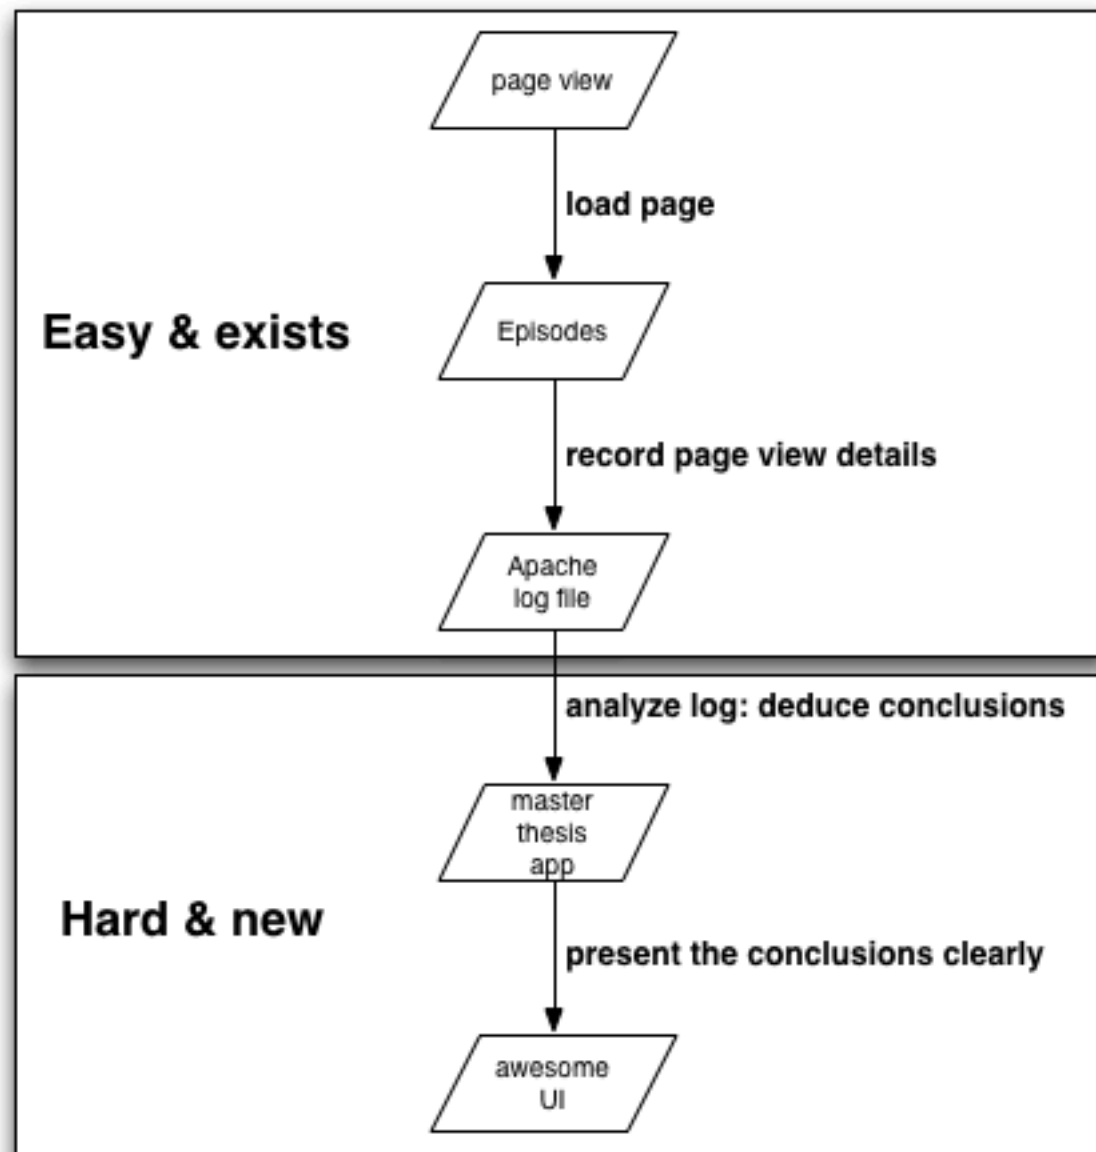 page view
load page
Easy & exists
Episodes
record page view details
Apache
log file
analyze log: deduce conclusions
master
thesis
app
Hard & new
present the conclusions clearly
awesome
UI